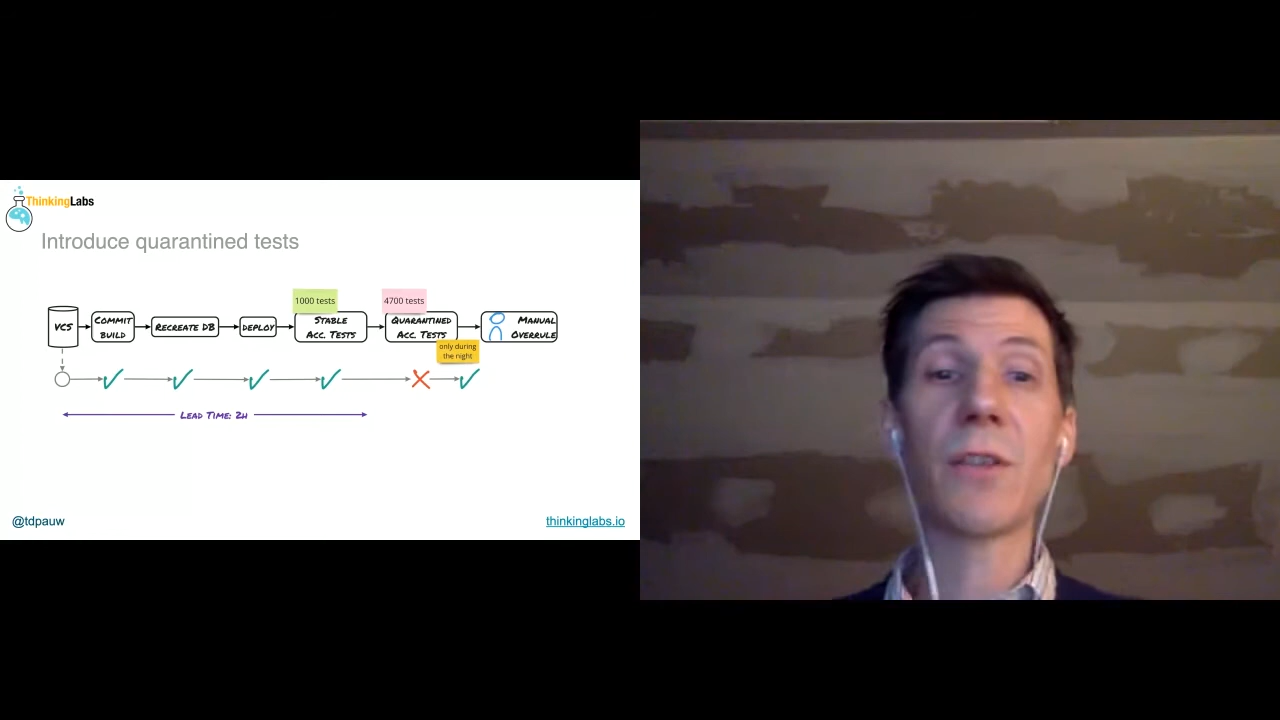 ThinkingLabs
Introduce quarantined tests
1000 tests
4700 tests
VCS
COMMIT
BUILD
RECREATE DB
DEPLOY
STABLE
ACC. TESTS
QUARANTINED
ACC. TESTS
MANUAL
OVERRULE
only during
the night
LEAD TIME: 2H
@tdpauw
thinkinglabs.io